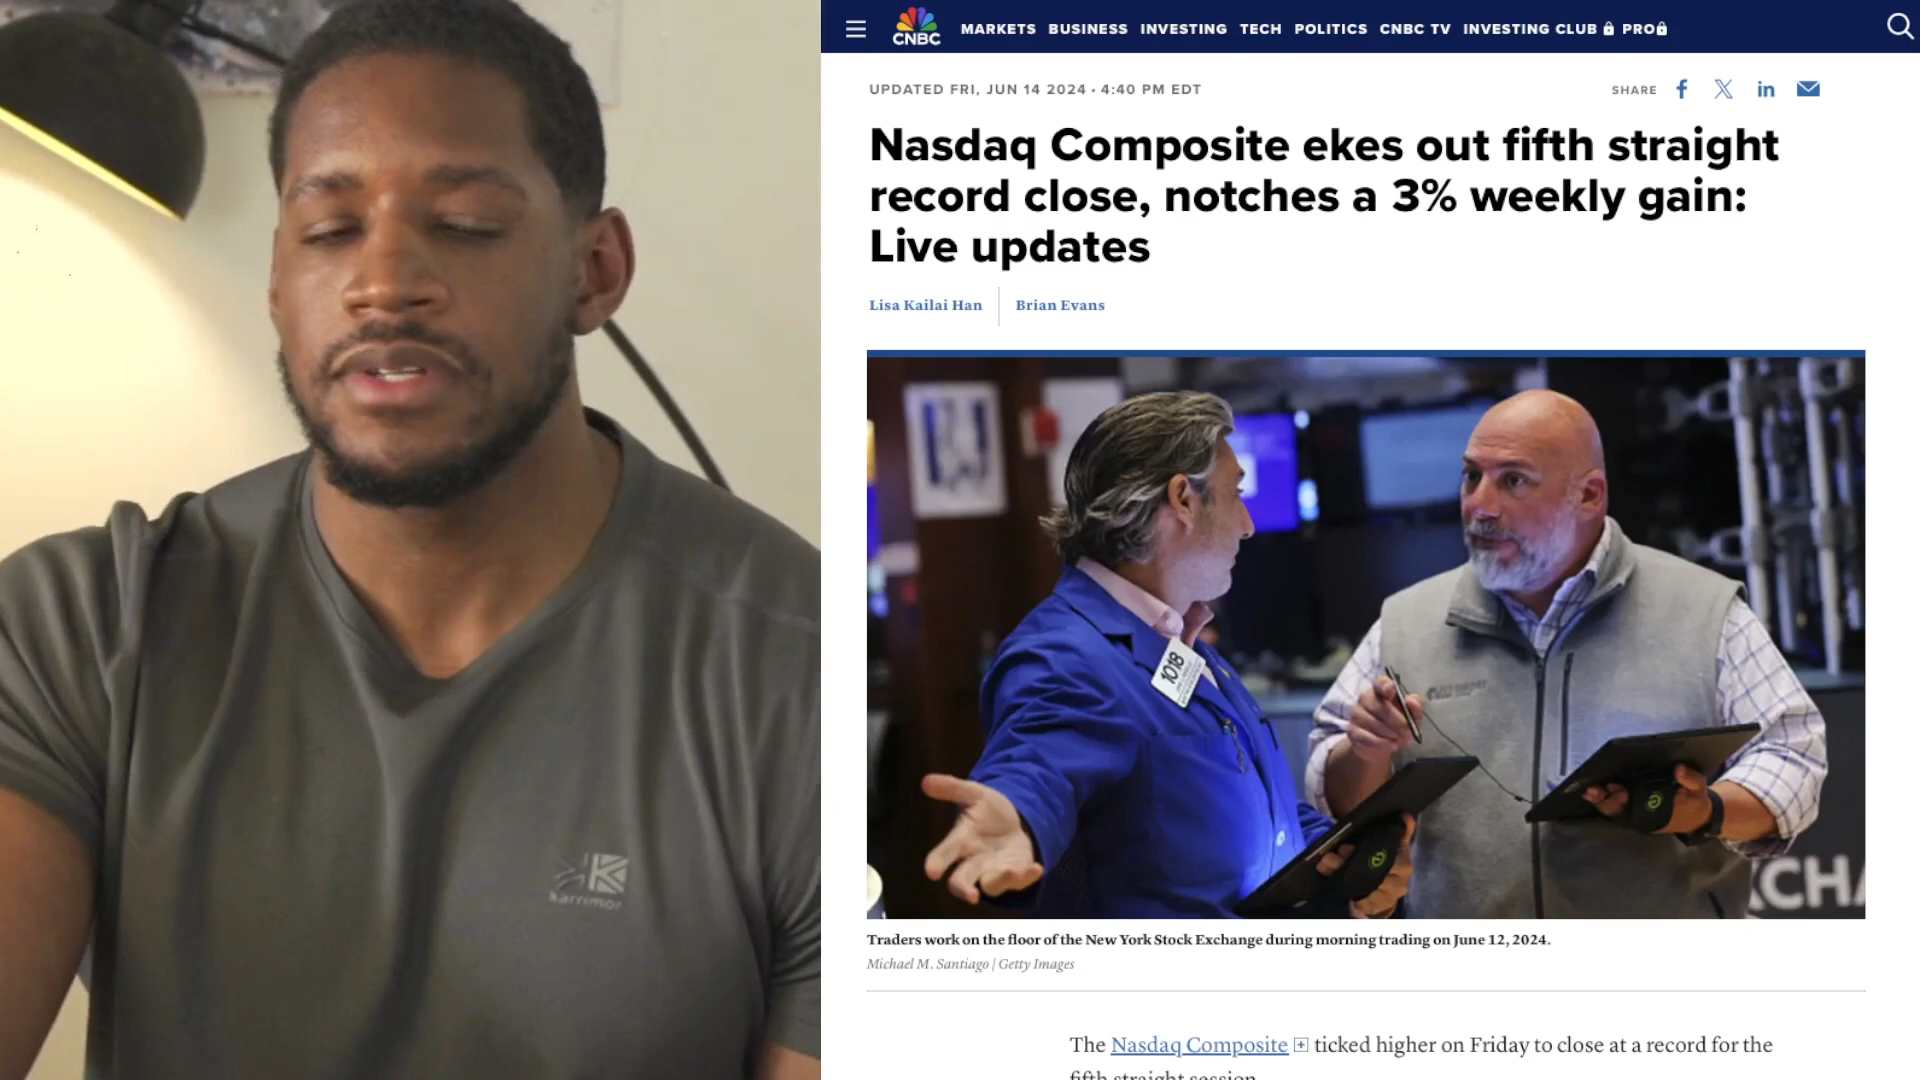 CNBC
MARKETS BUSINESS INVESTING TECH POLITICS CNBC TV INVESTING CLUB PRO
UPDATED FRI, JUN 14 2024 • 4:40 PM EDT
SHARE
Nasdaq Composite ekes out fifth straight
record close, notches a 3% weekly gain:
Live updates
Lisa Kailai Han
Brian Evans
1018
XCHA
karrimor
Traders work on the floor of the New York Stock Exchange during morning trading on June 12, 2024.
Michael M. Santiago | Getty Images
The Nasdaq Composite ticked higher on Friday to close at a record for the
fifth straight session.